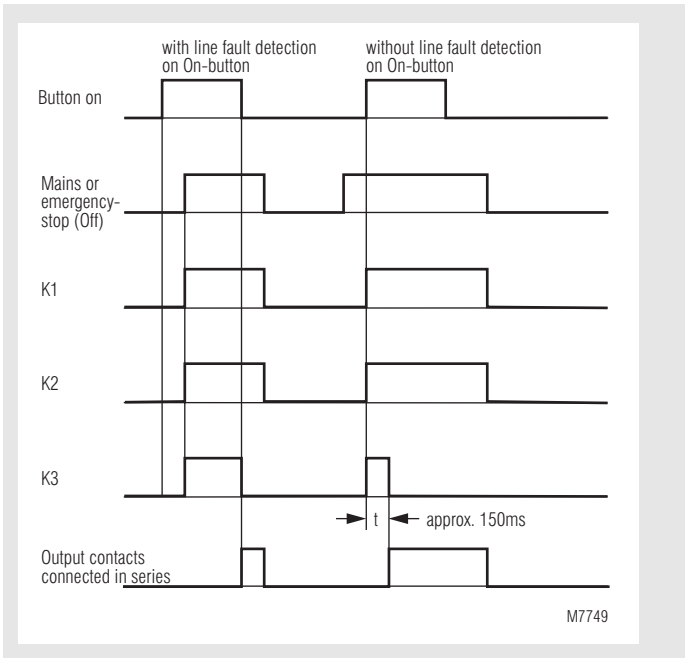 with line fault detection
on On-button
without line fault detection
on On-button
Button on
Mains or
emergency-
stop (Off)
K1
K2
K3
t
approx. 150ms
Output contacts
connected in series
M7749